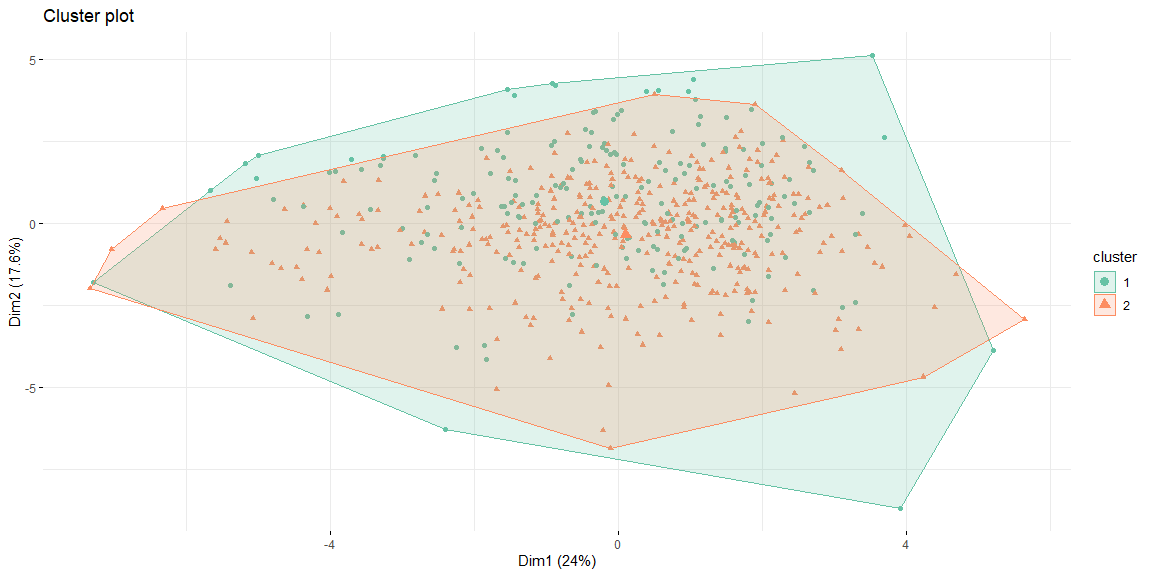 Cluster plot
5
0
-5
Dim2 (17.6%)
-4
0
4
Dim1 (24%)
cluster
1
2